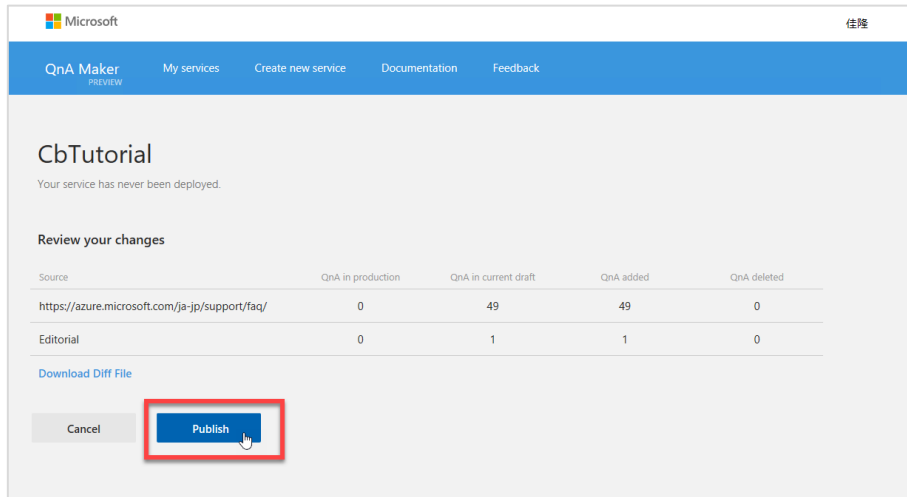 Microsoft
佳隆
QnA Maker My services Create new service Documentation Feedback
PREVIEW
CbTutorial
Your service has never been deployed.
Review your changes
Source QnA in production QnA in current draft QnA added QnA deleted
https://azure.microsoft.com/ja-jp/support/faq/ 0 49 49 0
Editorial 0 1 1 0
Download Diff File
Cancel Publish